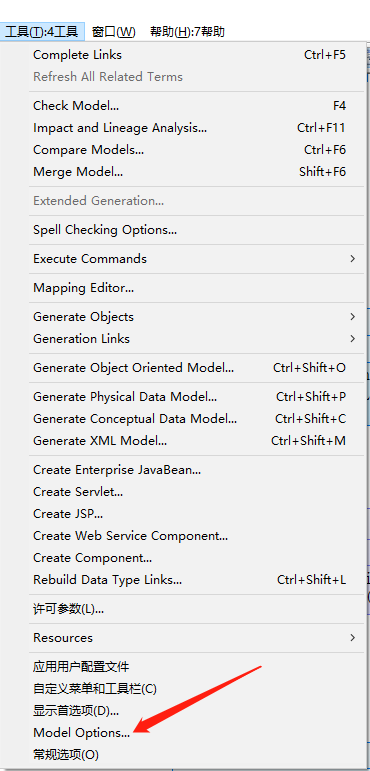 工具(T):4工具 窗口(W) 帮助(H):7帮助
Complete Links Ctrl+F5
Refresh All Related Terms
Check Model... F4
Impact and Lineage Analysis... Ctrl+F11
Compare Models... Ctrl+F6
Merge Model... Shift+F6
Extended Generation...
Spell Checking Options...
Execute Commands
Mapping Editor...
Generate Objects
Generation Links
Generate Object Oriented Model... Ctrl+Shift+O
Generate Physical Data Model... Ctrl+Shift+P
Generate Conceptual Data Model... Ctrl+Shift+C
Generate XML Model... Ctrl+Shift+M
Create Enterprise JavaBean...
Create Servlet...
Create JSP...
Create Web Service Component...
Create Component...
Rebuild Data Type Links... Ctrl+Shift+L
许可参数(L)...
Resources
应用用户配置文件
自定义菜单和工具栏(C)
显示首选项(D)...
Model Options...
常规选项(O)